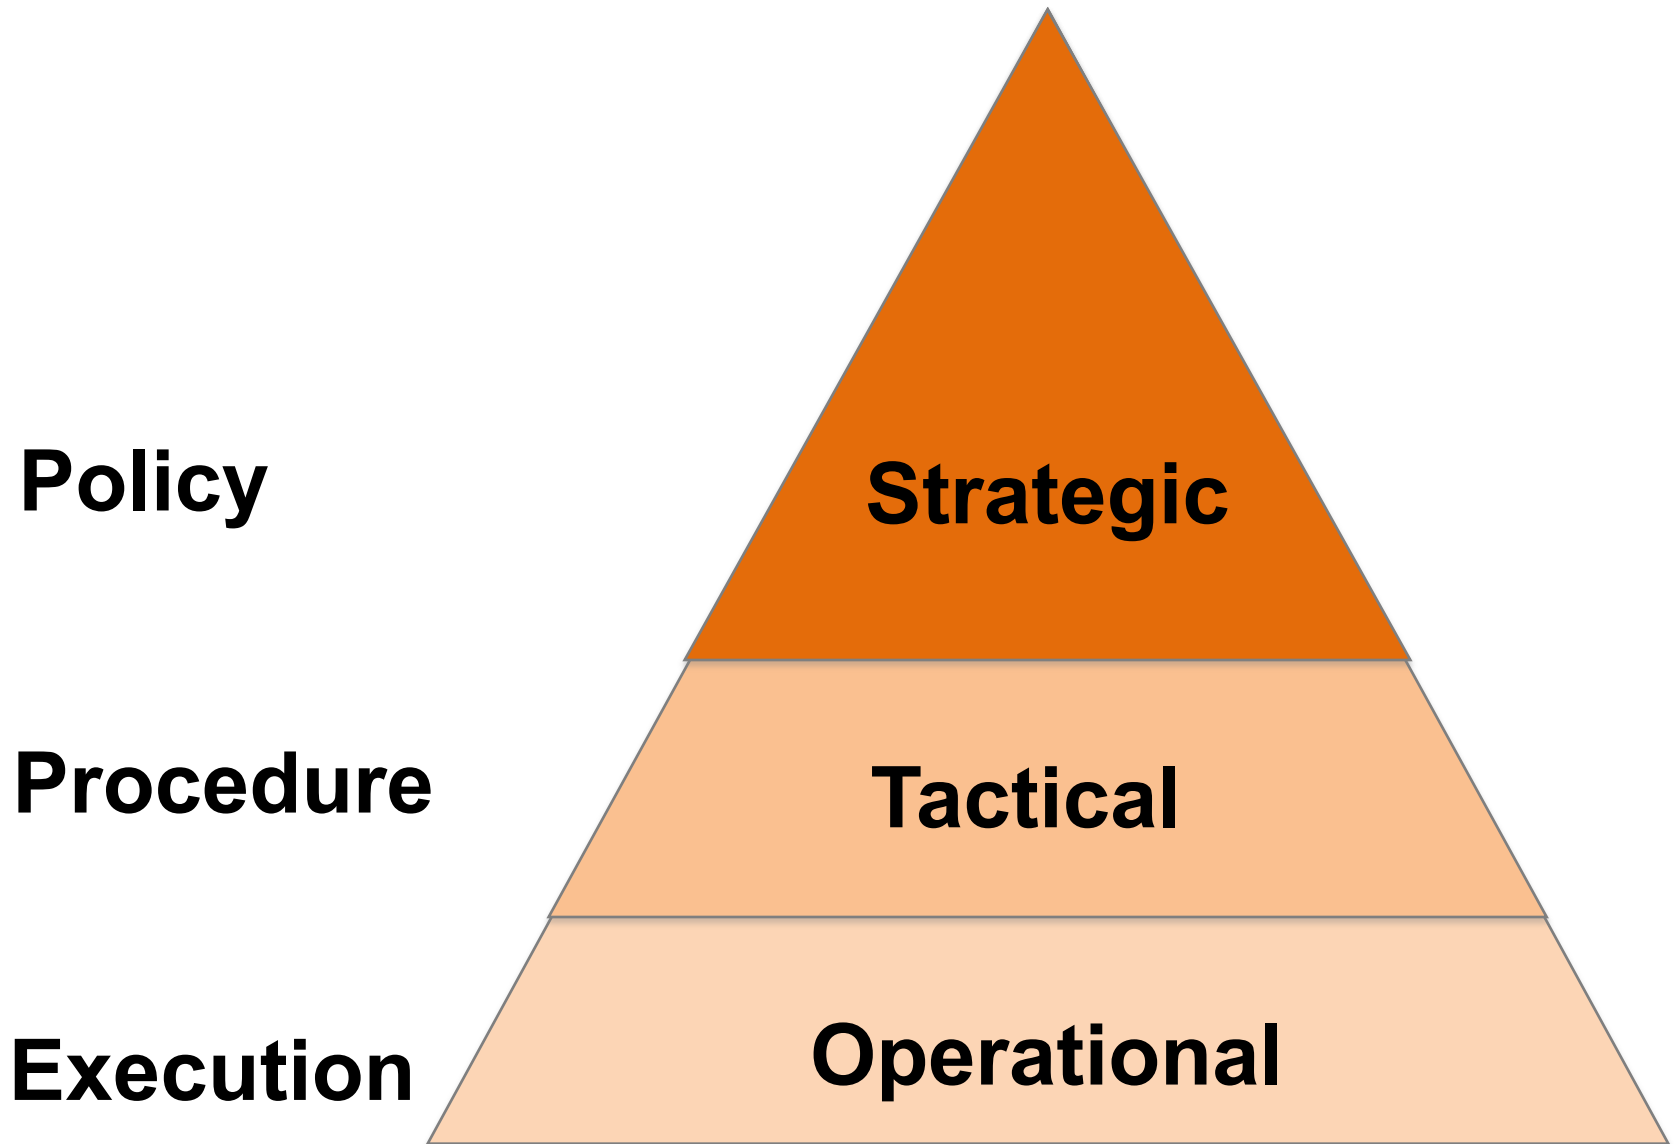 Policy
Strategic
Procedure
Tactical
Execution
Operational